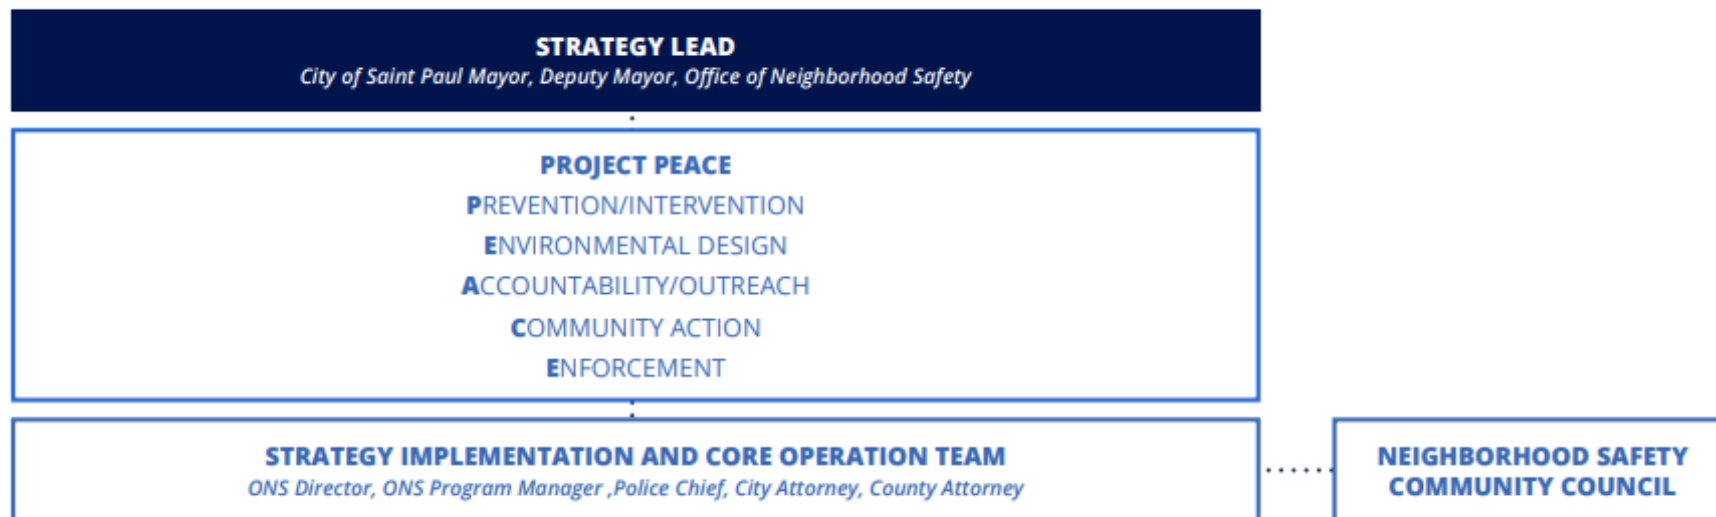 STRATEGY LEAD
City of Saint Paul Mayor, Deputy Mayor, Office of Neighborhood Safety
PROJECT PEACE
PREVENTION/INTERVENTION
ENVIRONMENTAL DESIGN
ACCOUNTABILITY/OUTREACH
COMMUNITY ACTION
ENFORCEMENT
STRATEGY IMPLEMENTATION AND CORE OPERATION TEAM
ONS Director, ONS Program Manager ,Police Chief, City Attorney, County Attorney
NEIGHBORHOOD SAFETY
COMMUNITY COUNCIL